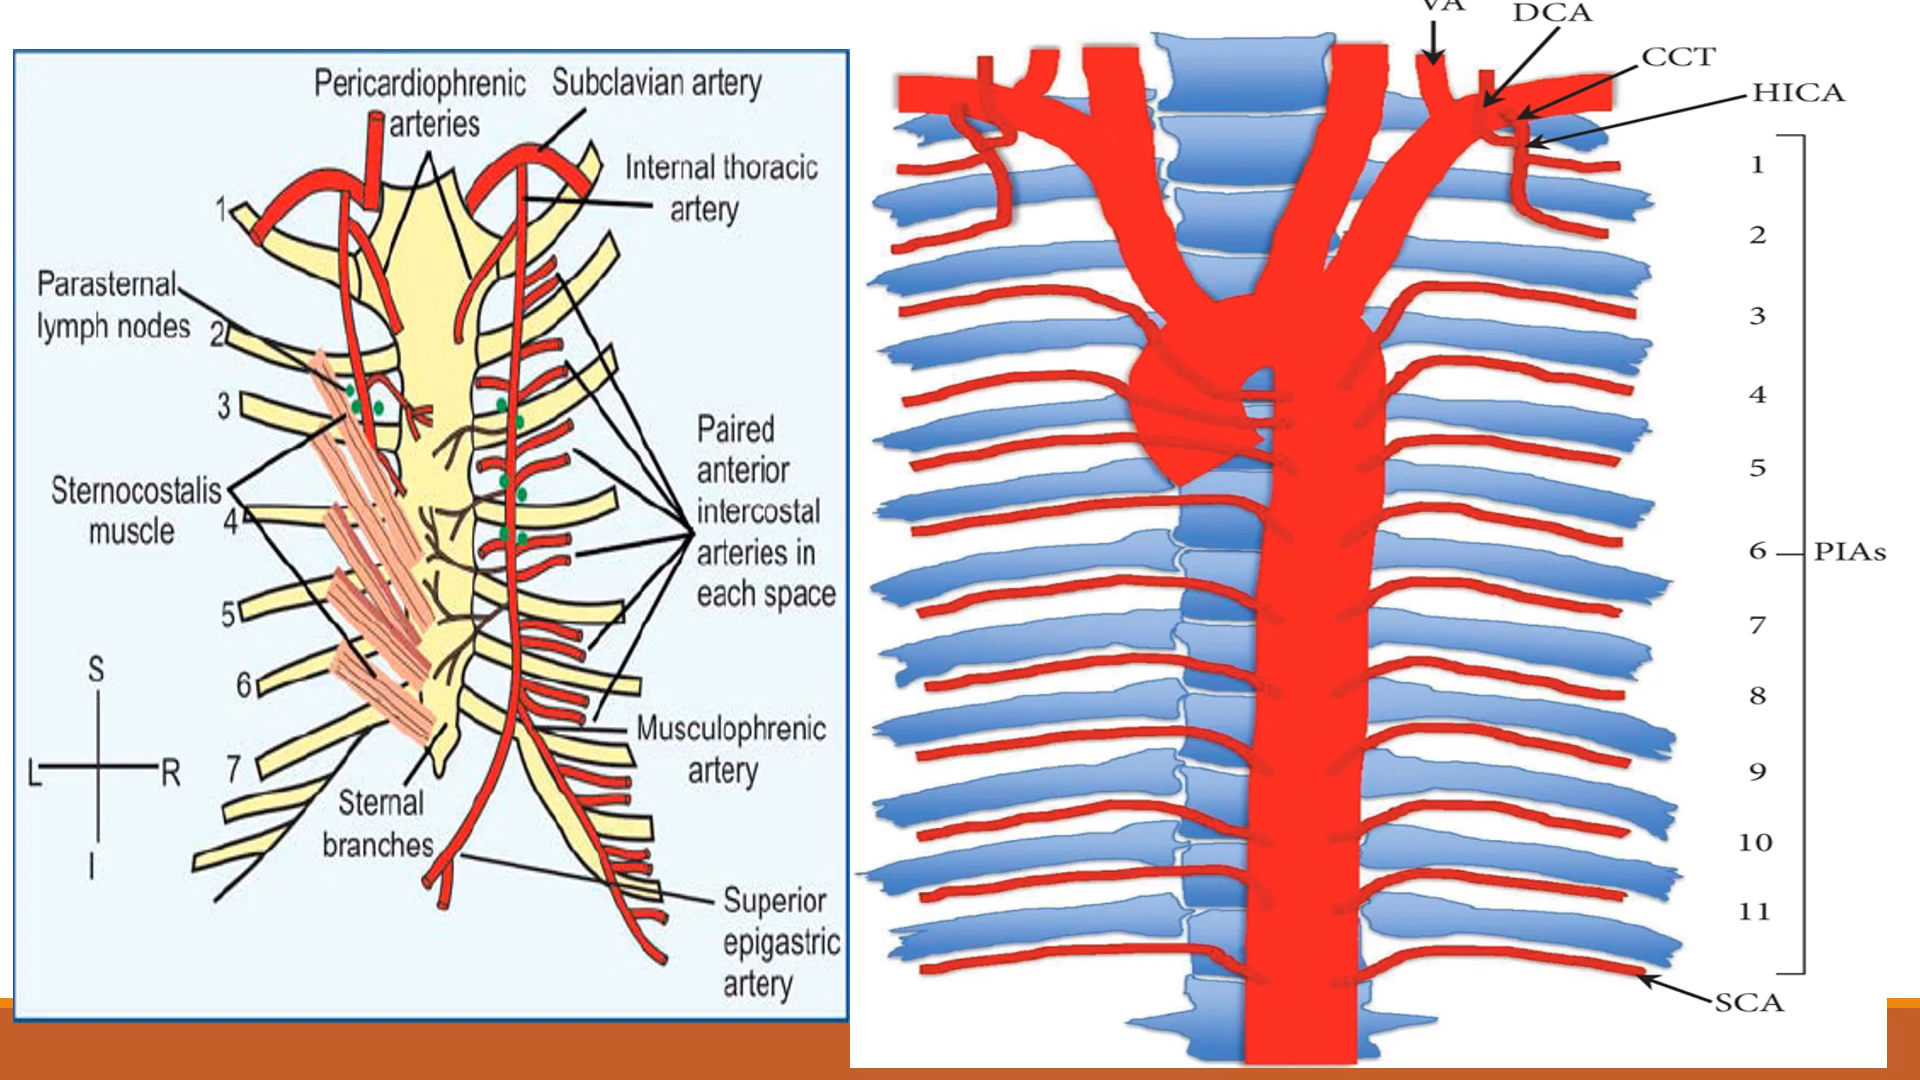 Pericardiophrenic
arteries
Subclavian artery
Internal thoracic
artery
1
Parasternal
lymph nodes
2
3
Sternocostalis
muscle
4
5
6
7
S
L
R
I
Paired
anterior
intercostal
arteries in
each space
Musculophrenic
artery
Sternal
branches
Superior
epigastric
artery
VA
DCA
CCT
HICA
1
2
3
4
5
6
PIAs
7
8
9
10
11
SCA